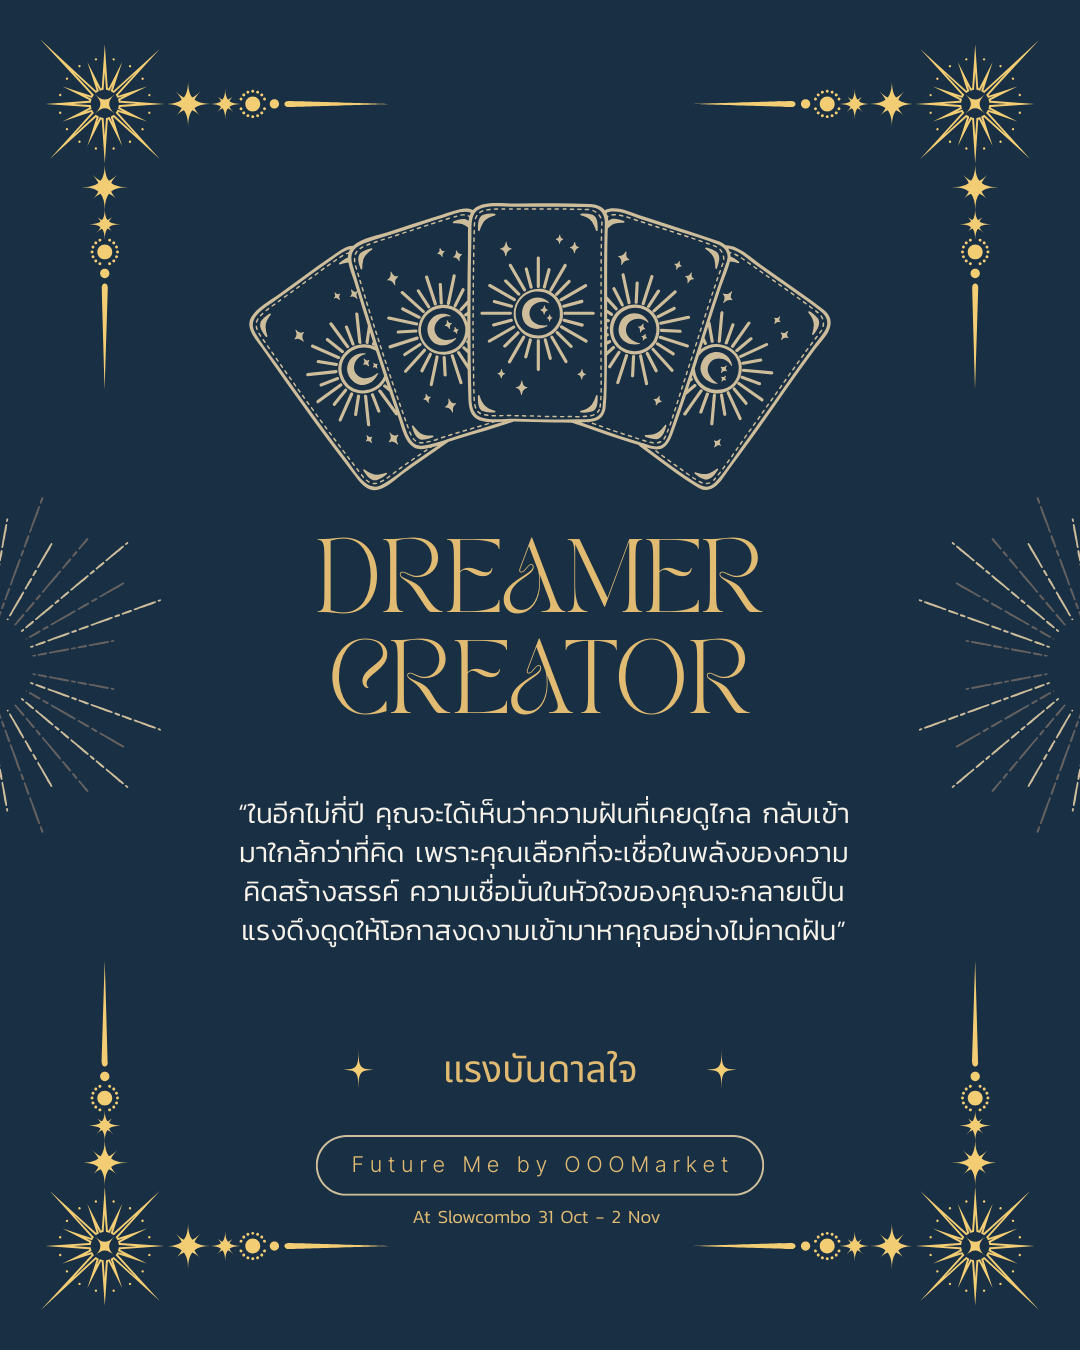 DREAMER
CREATOR
“ในอีกไม่กี่ปี คุณจะได้เห็นว่าความฝันที่เคยดูไกล กลับเข้า
มาใกล้กว่าที่คิด เพราะคุณเลือกที่จะเชื่อในพลังของความ
คิดสร้างสรรค์ ความเชื่อมั่นในหัวใจของคุณจะกลายเป็น
แรงดึงดูดให้โอกาสงดงามเข้ามาหาคุณอย่างไม่คาดฝัน”
แรงบันดาลใจ
Future Me by OOOMarket
At Slowcombo 31 Oct - 2 Nov